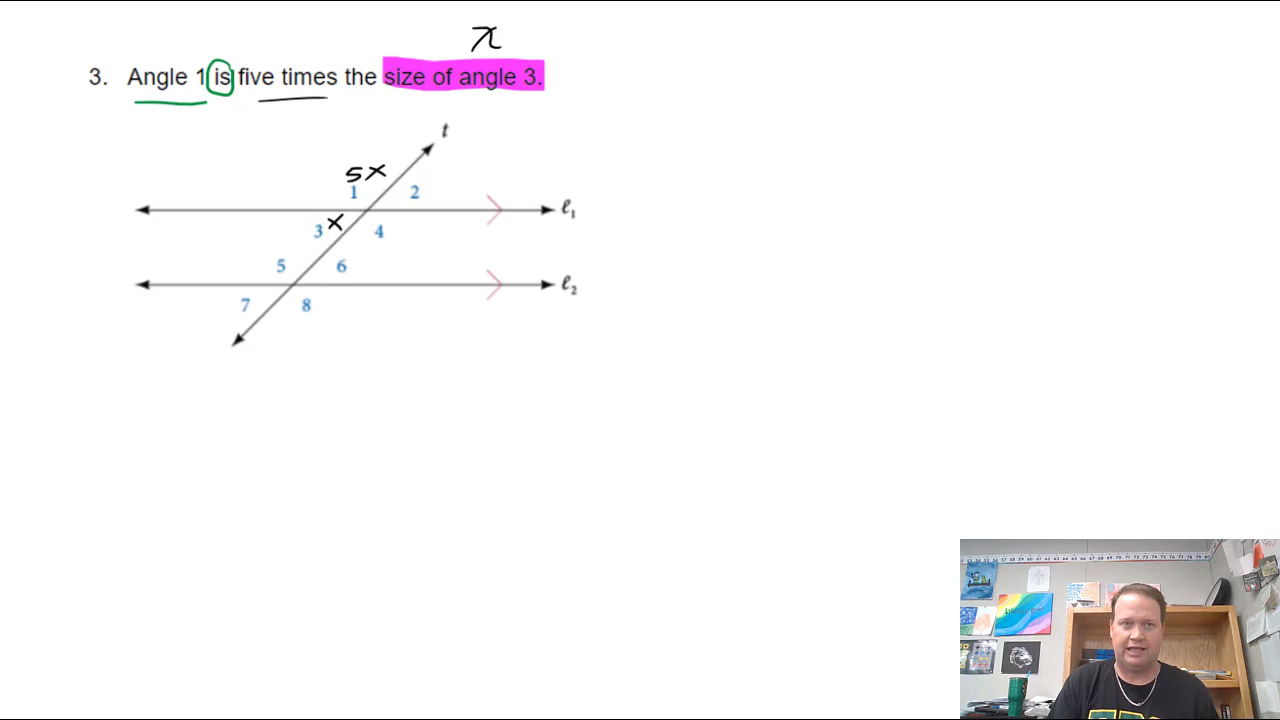 x
3. Angle 1 is five times the size of angle 3.
t
5x
1 2
ℓ₁
3 x 4
5 6
ℓ₂
7 8